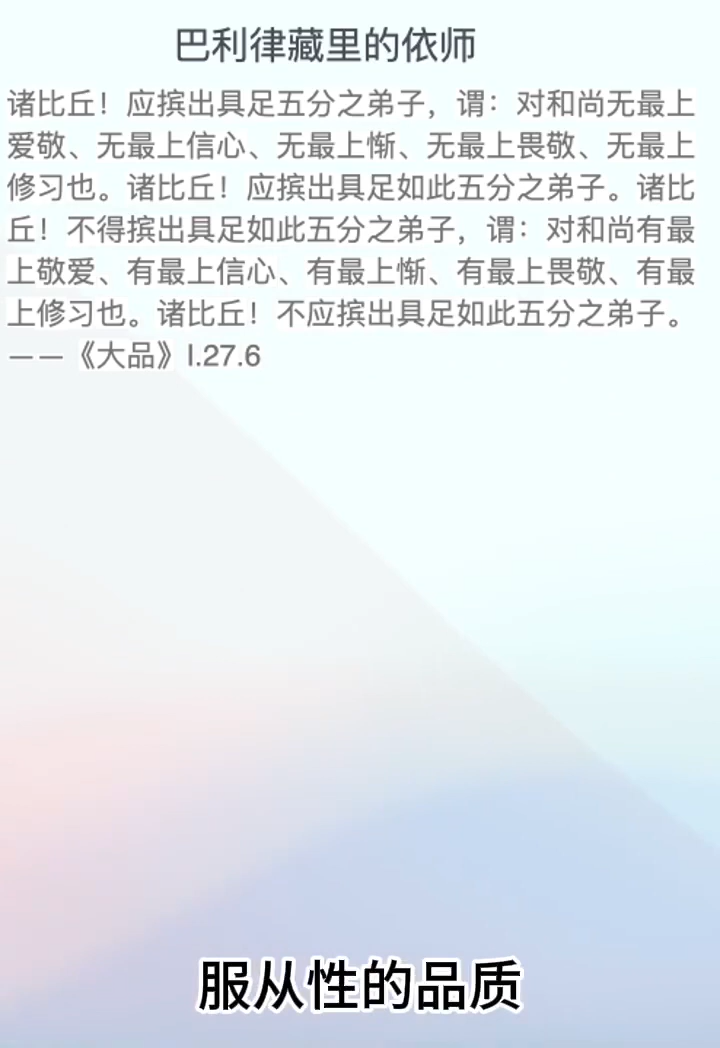 巴利律藏里的依师
诸比丘！应摈出具足五分之弟子，谓：对和尚无最上
爱敬、无最上信心、无最上惭、无最上畏敬、无最上
修习也。诸比丘！应摈出具足如此五分之弟子。诸比
丘！不得摈出具足如此五分之弟子，谓：对和尚有最
上敬爱、有最上信心、有最上惭、有最上畏敬、有最
上修习也。诸比丘！不应摈出具足如此五分之弟子。
——《大品》I.27.6
服从性的品质